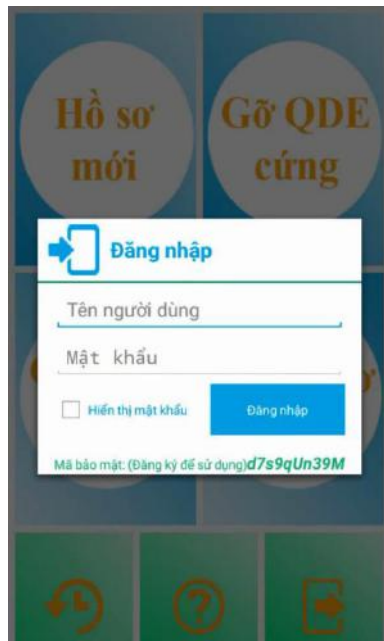 Hồ sơ
mới
Gỡ QDE
cứng
Đăng nhập
Tên người dùng
Mật khẩu
Hiển thị mật khẩu
Đăng nhập
Mã bảo mật: (Đăng ký để sử dụng)d7s9qUn39M